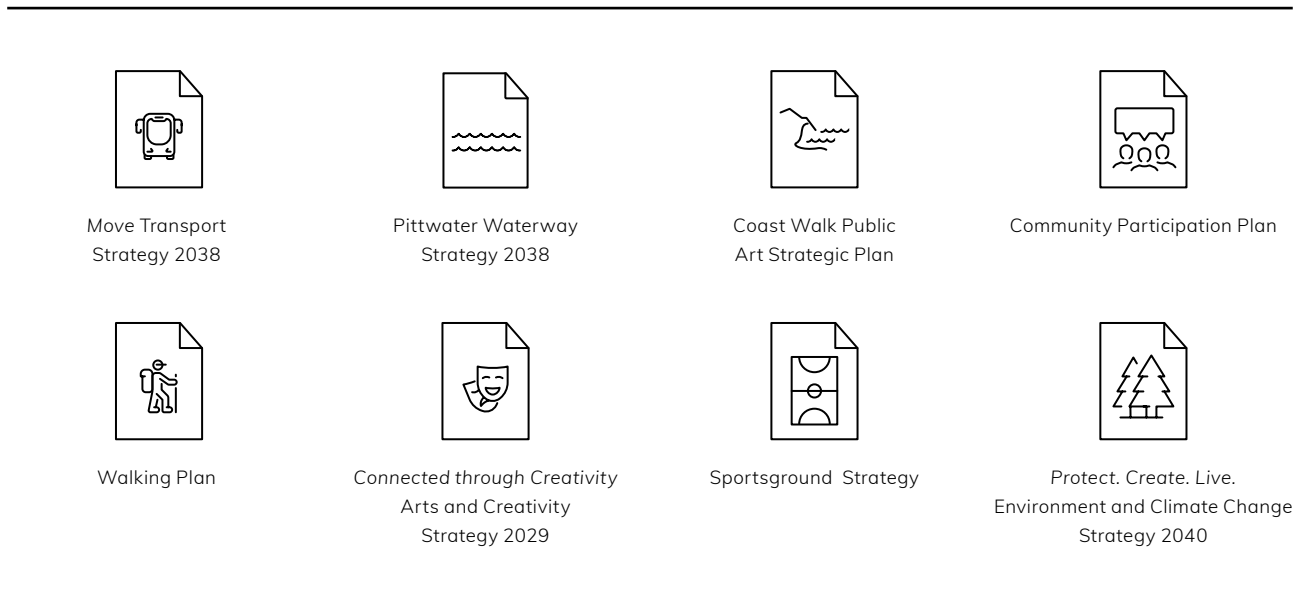 Move Transport
Strategy 2038
Pittwater Waterway
Strategy 2038
Coast Walk Public
Art Strategic Plan
Community Participation Plan
Walking Plan
Connected through Creativity
Arts and Creativity
Strategy 2029
Sportsground  Strategy
Protect. Create. Live.
Environment and Climate Change
Strategy 2040